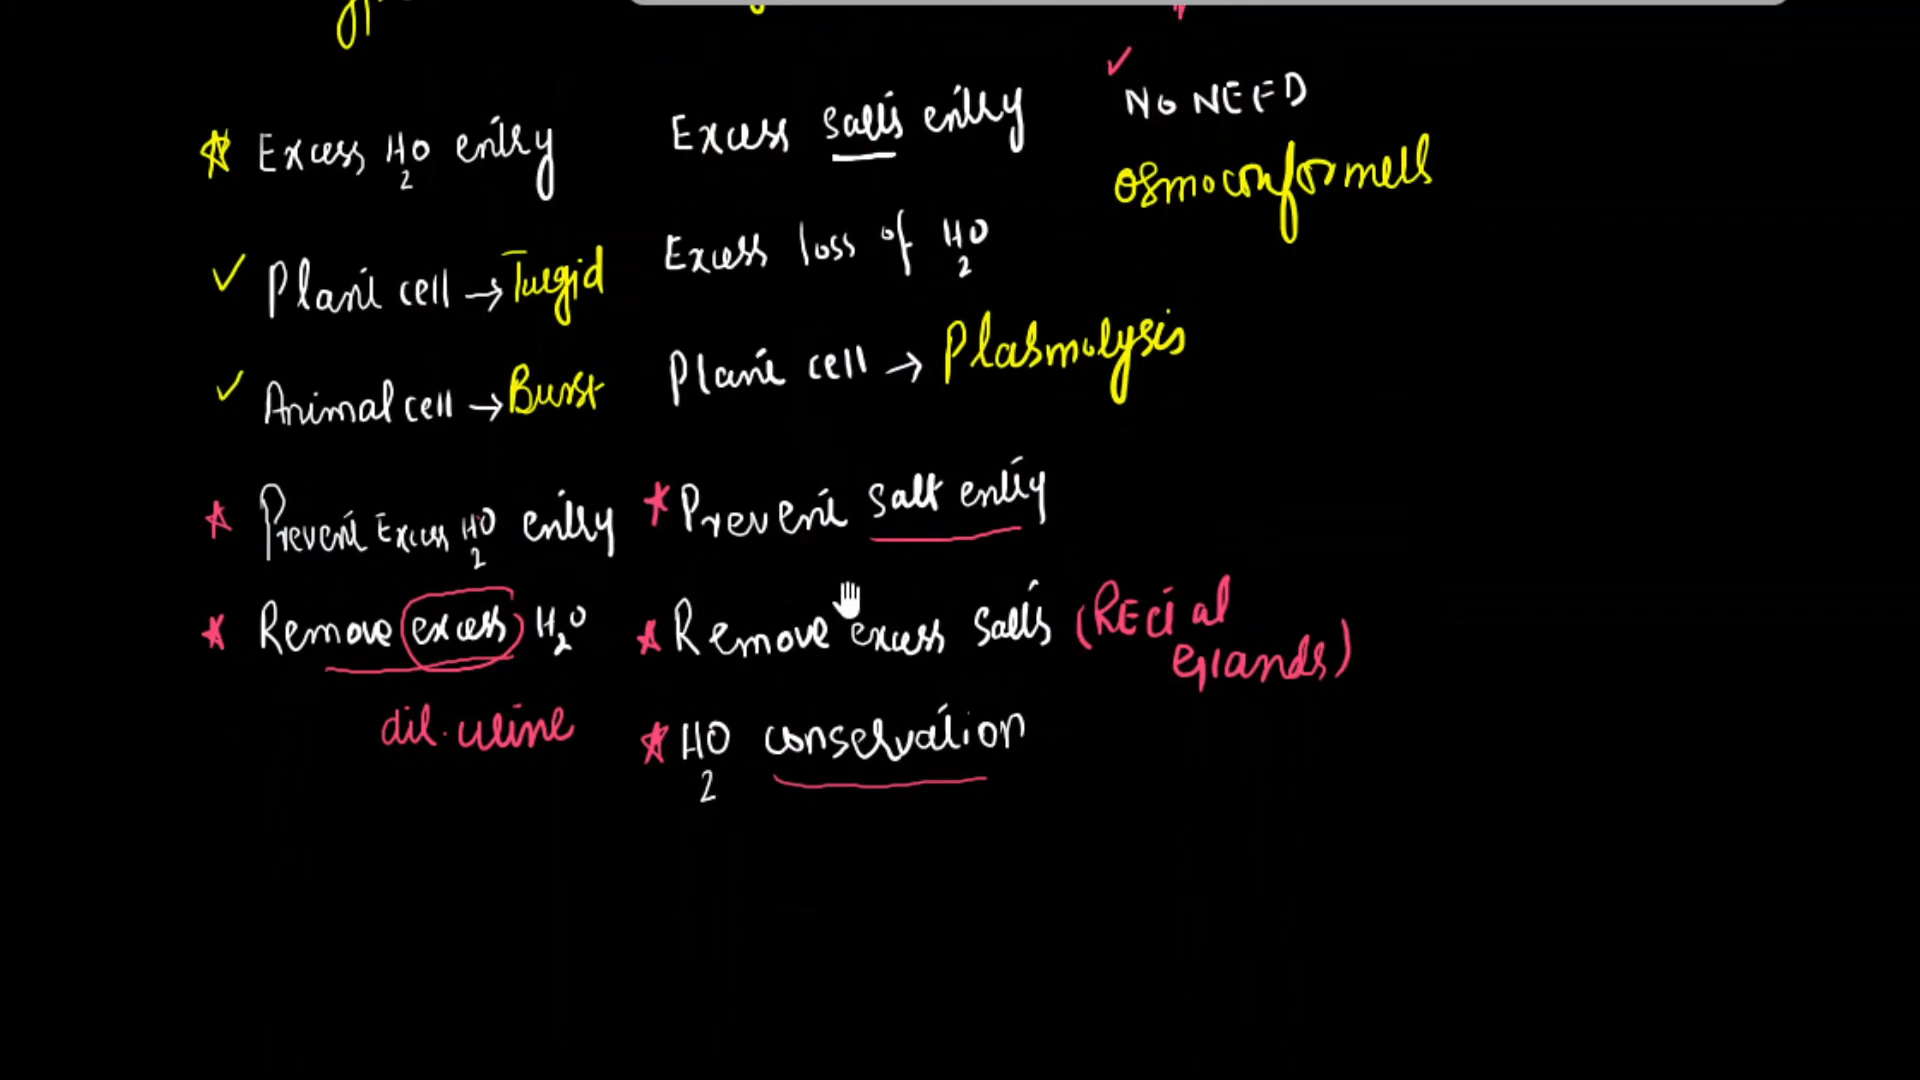 Excess H2O entry
Plant cell → Turgid
Animal cell → Burst
Prevent Excess H2O entry
Remove excess H2O
dil. urine
Excess salts entry
Excess loss of H2O
Plant cell → Plasmolysis
Prevent salt entry
Remove excess salts (REctal
glands)
H2O conservation
NO NEED
osmoconformers